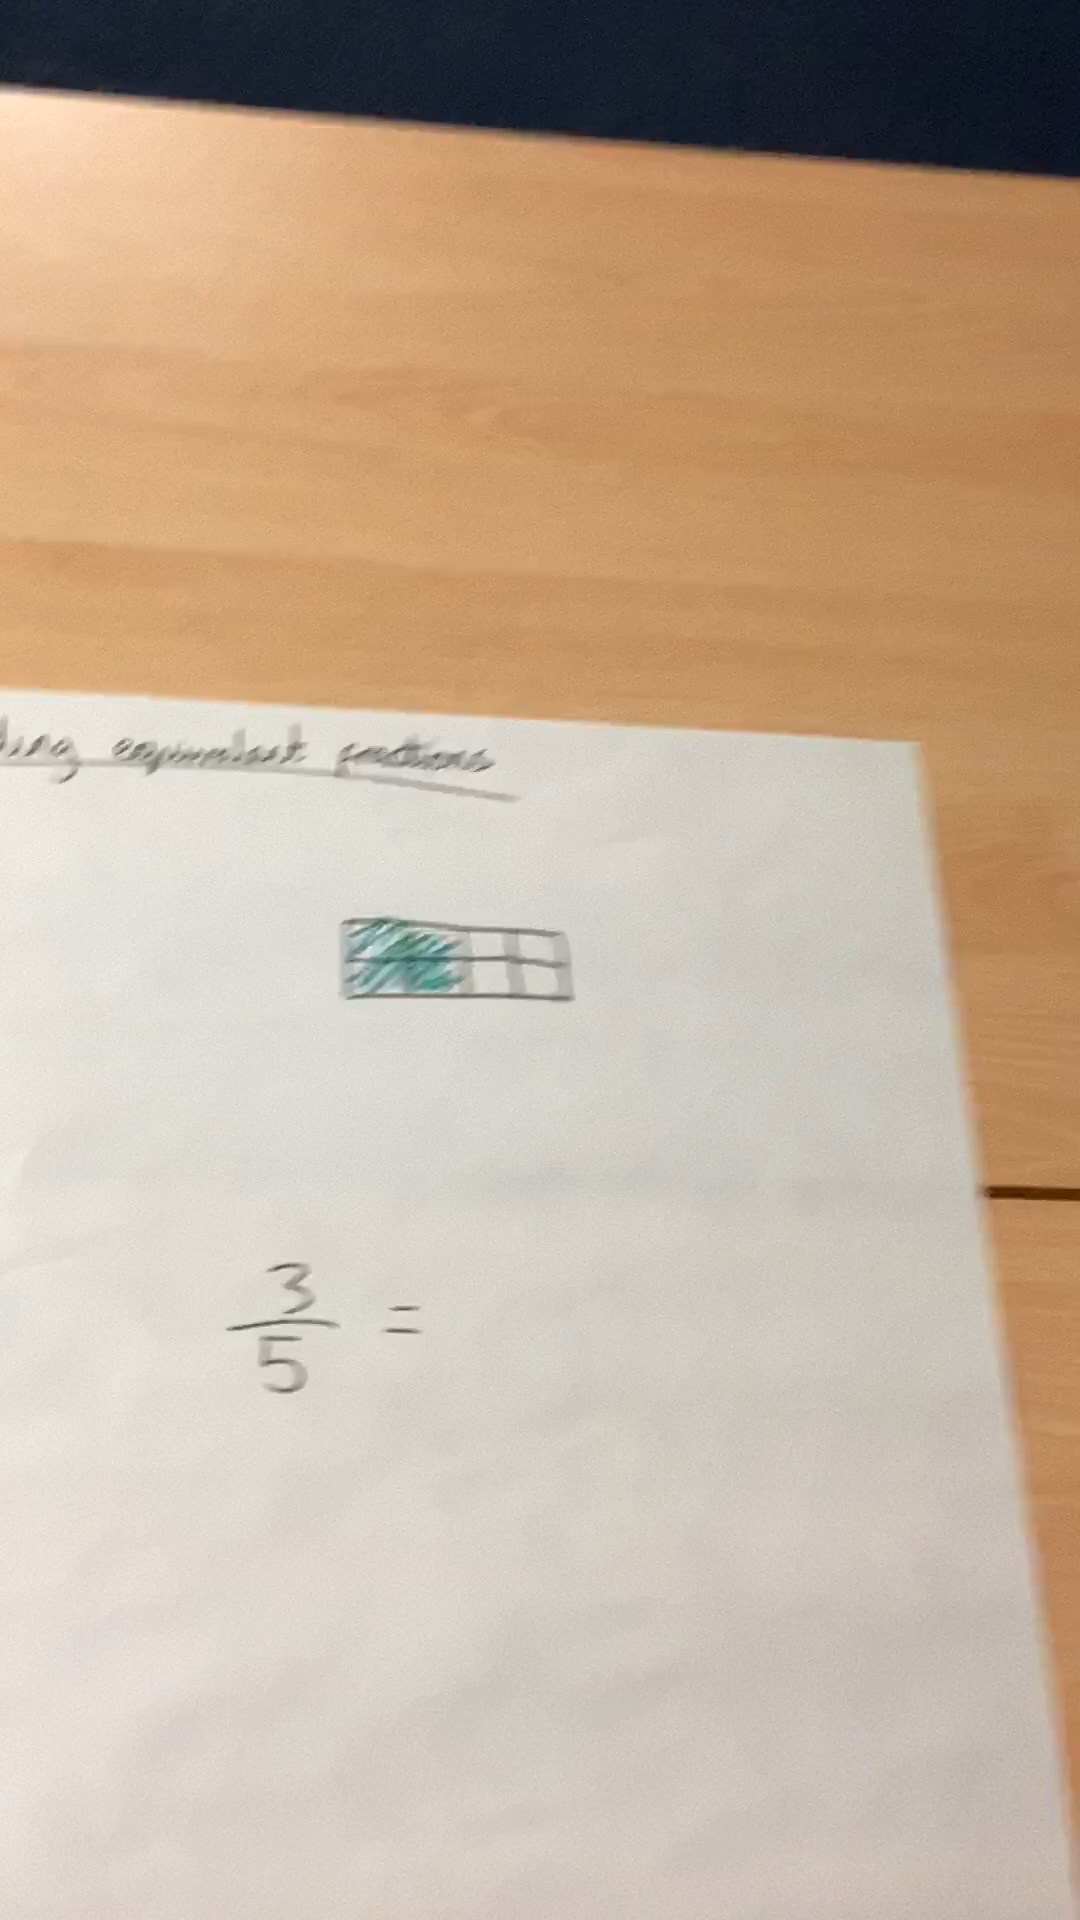 equivalent fractions
3/5 =